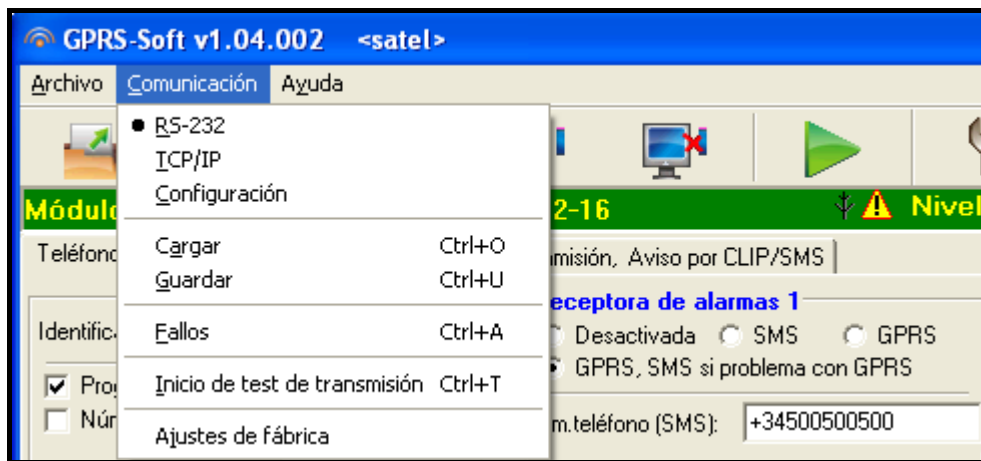 GPRS-Soft v1.04.002 <satel>
Archivo Comunicación Ayuda
RS-232
TCP/IP
Configuración
Cargar Ctrl+O
Guardar Ctrl+U
Fallos Ctrl+A
Inicio de test de transmisión Ctrl+T
Ajustes de fábrica
Módulo 2-16 Nivel
Teléfono misión, Aviso por CLIP/SMS
eceptora de alarmas 1
Identific
Desactivada SMS GPRS
GPRS, SMS si problema con GPRS
Núm
m.teléfono (SMS): +34500500500